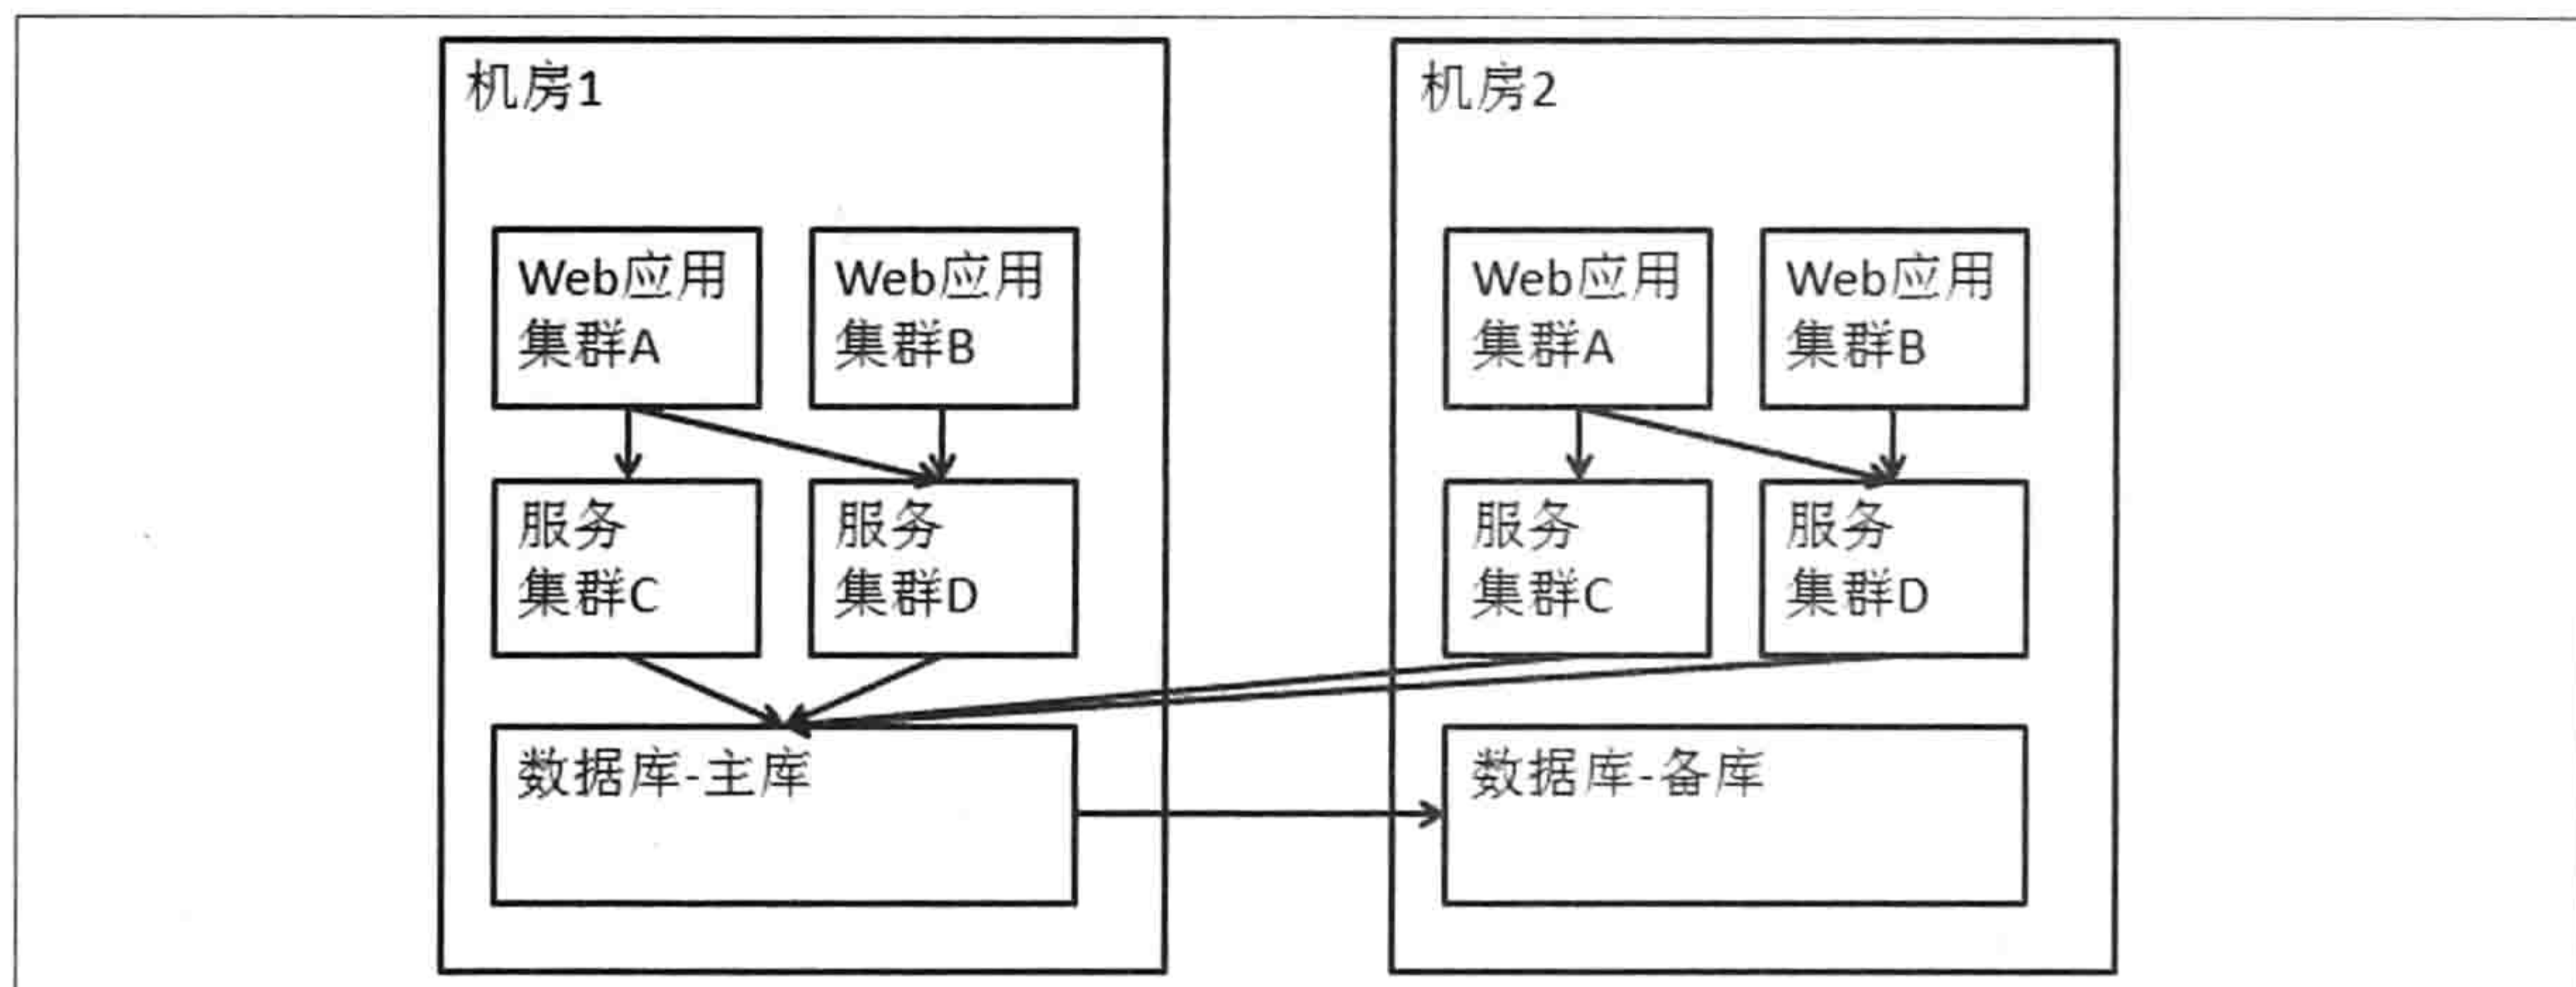 机房1
Web应用
集群A
Web应用
集群B
服务
集群C
服务
集群D
数据库-主库
机房2
Web应用
集群A
Web应用
集群B
服务
集群C
服务
集群D
数据库-备库